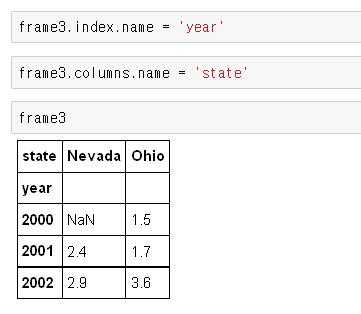 frame3.index.name = 'year'
frame3.columns.name = 'state'
frame3
state Nevada Ohio
year
2000 NaN 1.5
2001 2.4 1.7
2002 2.9 3.6